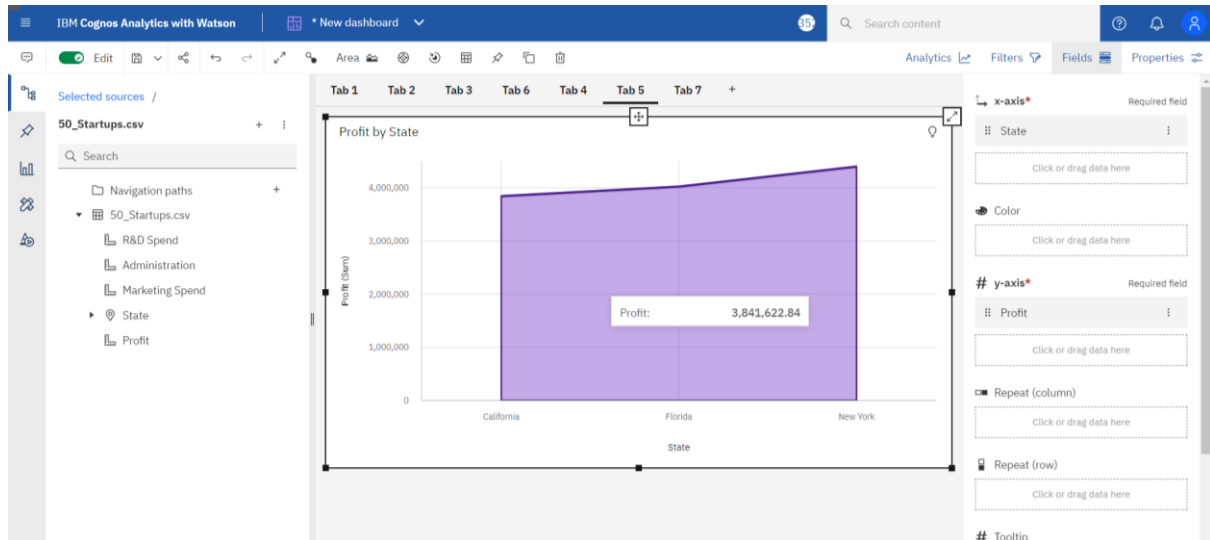 IBM Cognos Analytics with Watson
* New dashboard
Search content
Edit
Area
Analytics
Filters
Fields
Properties
Selected sources /
50_Startups.csv
Search
Navigation paths
50_Startups.csv
R&D Spend
Administration
Marketing Spend
State
Profit
Tab 1 Tab 2 Tab 3 Tab 6 Tab 4 Tab 5 Tab 7 +
Profit by State
Profit (Sum)
4,000,000
3,000,000
2,000,000
1,000,000
0
Profit: 3,841,622.84
California Florida New York
State
x-axis* Required field
State
Click or drag data here
Color
Click or drag data here
# y-axis* Required field
Profit
Click or drag data here
Repeat (column)
Click or drag data here
Repeat (row)
Click or drag data here
# Tooltip